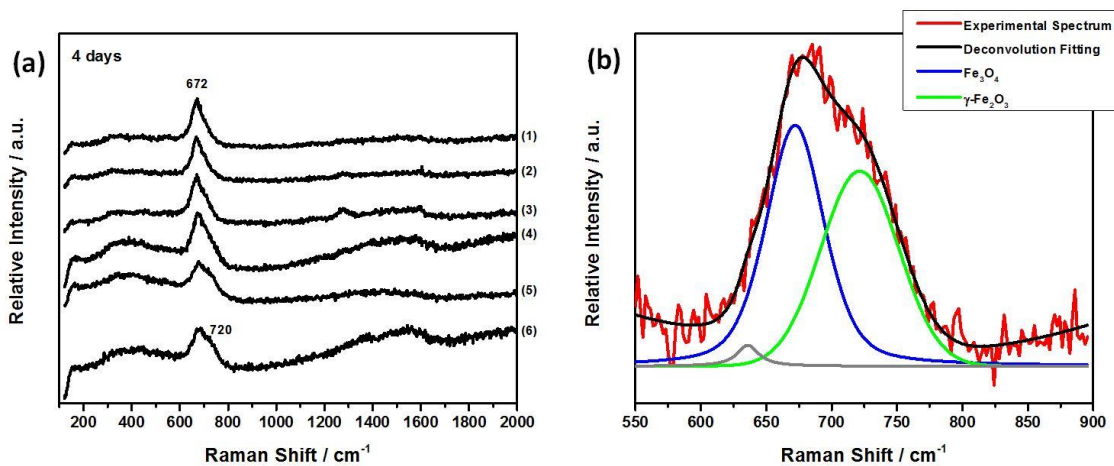 (a)
4 days
672
(1)
(2)
(3)
(4)
(5)
720
(6)
Relative Intensity / a.u.
200 400 600 800 1000 1200 1400 1600 1800 2000
Raman Shift / cm⁻¹
(b)
Experimental Spectrum
Deconvolution Fitting
Fe₃O₄
γ-Fe₂O₃
Relative Intensity / a.u.
550 600 650 700 750 800 850 900
Raman Shift / cm⁻¹